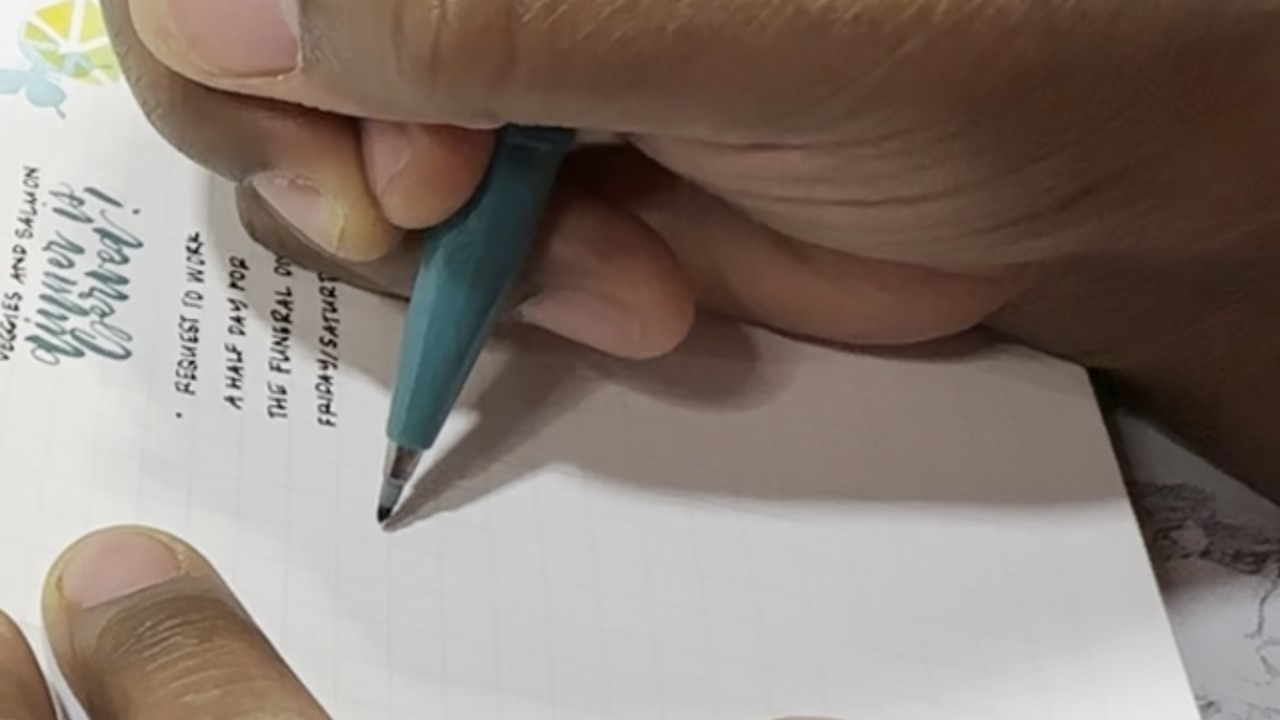 VEGGIES AND SALMON
dinner is
served!
• REQUEST TO WORK
A HALF DAY FOR
THE FUNERAL
FRIDAY/SATUR